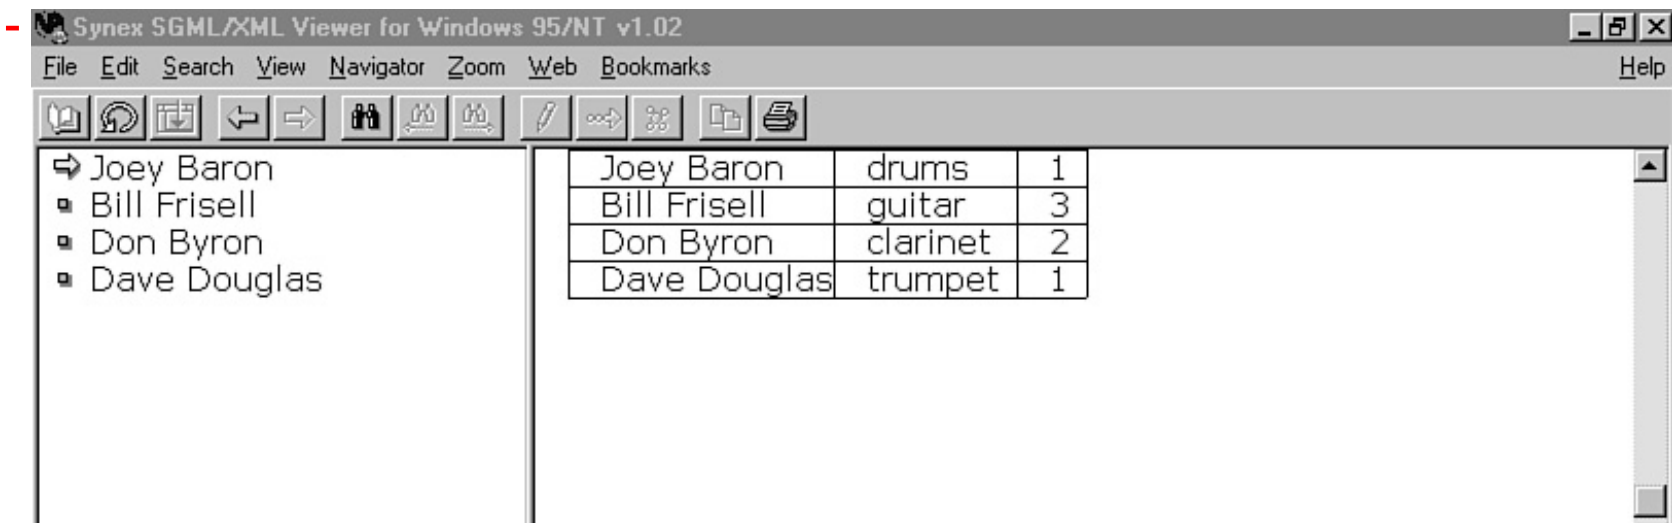 Synex SGML/XML Viewer for Windows 95/NT v1.02
File Edit Search View Navigator Zoom Web Bookmarks Help
Joey Baron
Bill Frisell
Don Byron
Dave Douglas
Joey Baron drums 1
Bill Frisell guitar 3
Don Byron clarinet 2
Dave Douglas trumpet 1